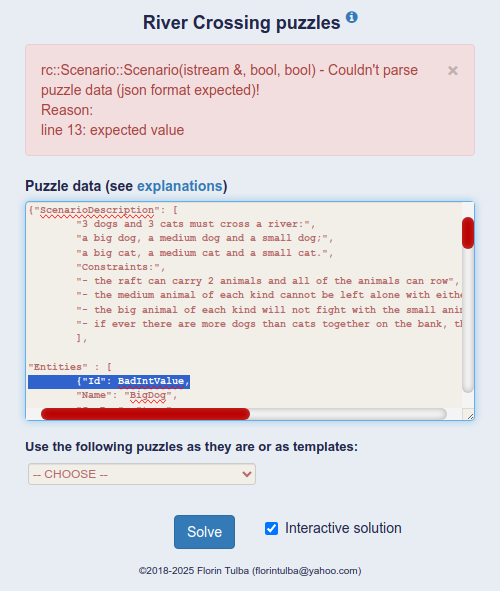 River Crossing puzzles
rc::Scenario::Scenario(istream &, bool, bool) - Couldn't parse
puzzle data (json format expected)!
Reason:
line 13: expected value
×
Puzzle data (see explanations)
{"ScenarioDescription": [
"3 dogs and 3 cats must cross a river:",
"a big dog, a medium dog and a small dog;",
"a big cat, a medium cat and a small cat.",
"Constraints:",
"- the raft can carry 2 animals and all of the animals can row",
"- the medium animal of each kind cannot be left alone with eithe
"- the big animal of each kind will not fight with the small anim
"- if ever there are more dogs than cats together on the bank, th
],
"Entities" : [
{"Id": BadIntValue,
"Name": "BigDog",
Use the following puzzles as they are or as templates:
-- CHOOSE --
Solve
Interactive solution
©2018-2025 Florin Tulba (florintulba@yahoo.com)